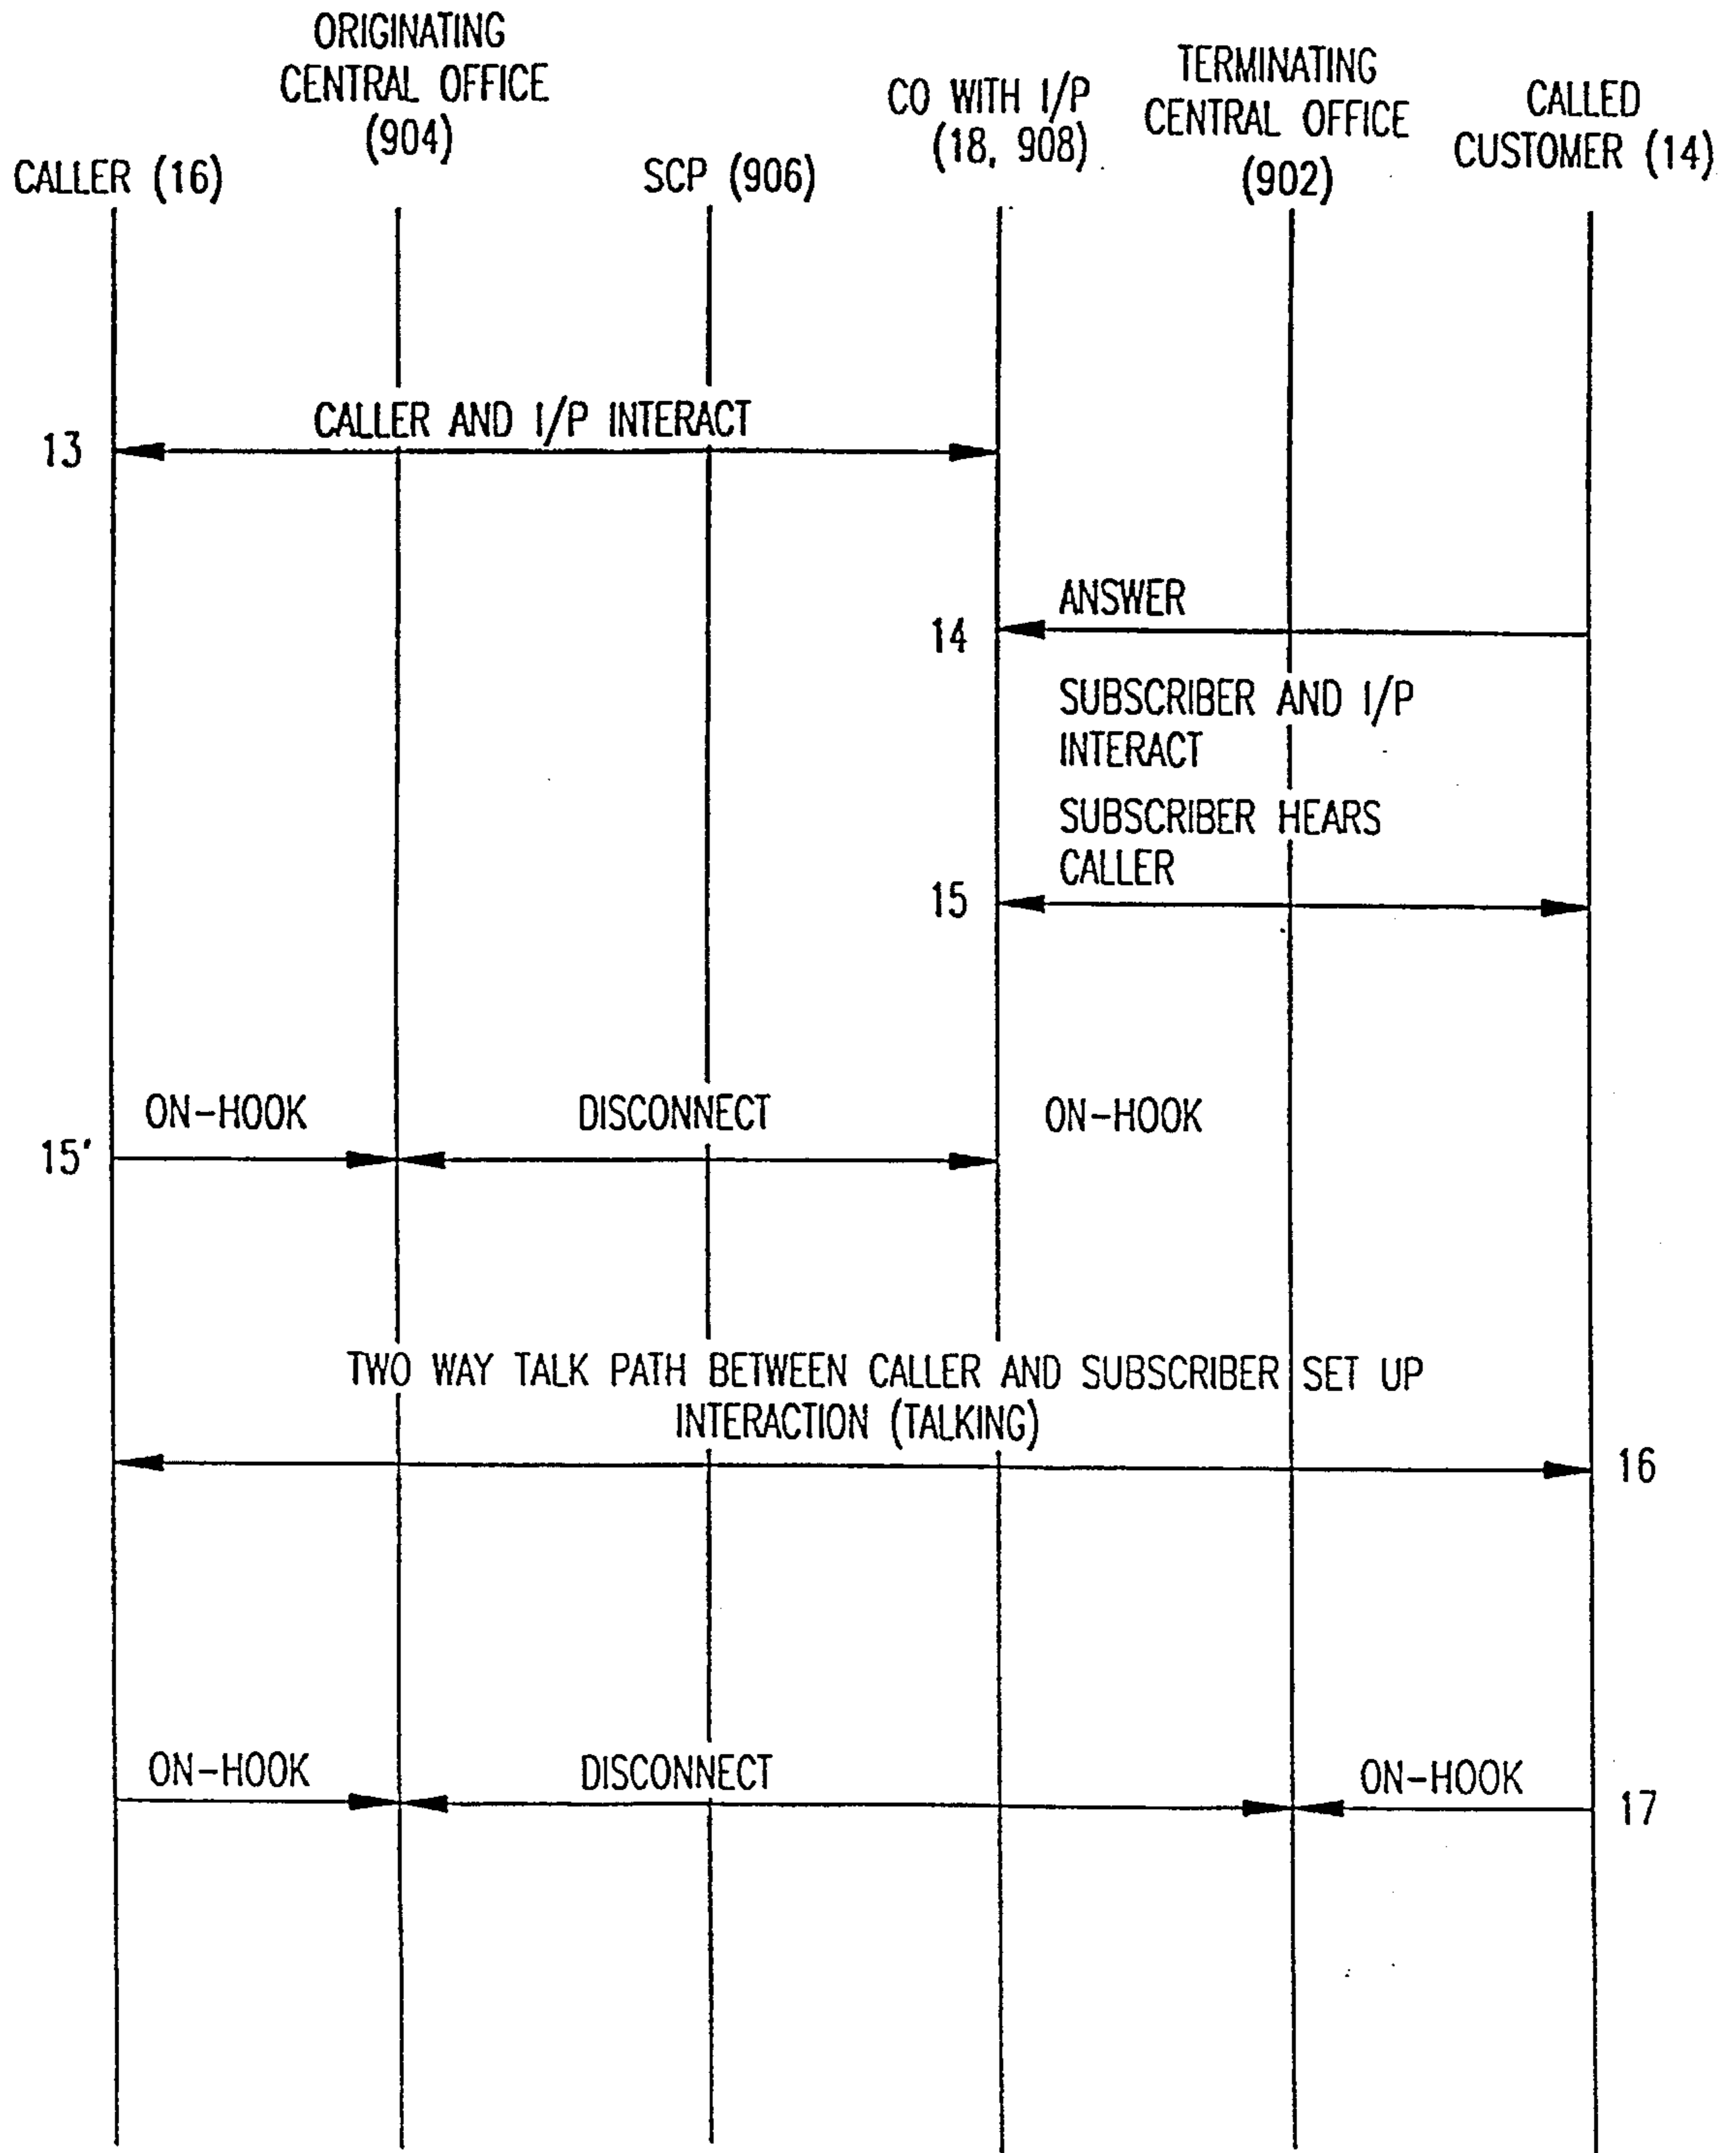 ORIGINATING
CENTRAL OFFICE
(904)
CALLER (16)
SCP (906)
CO WITH I/P
(18, 908)
TERMINATING
CENTRAL OFFICE
(902)
CALLED
CUSTOMER (14)
CALLER AND I/P INTERACT
13
ANSWER
14
SUBSCRIBER AND I/P
INTERACT
SUBSCRIBER HEARS
CALLER
15
ON-HOOK
DISCONNECT
ON-HOOK
15'
TWO WAY TALK PATH BETWEEN CALLER AND SUBSCRIBER SET UP
INTERACTION (TALKING)
16
ON-HOOK
DISCONNECT
ON-HOOK
17